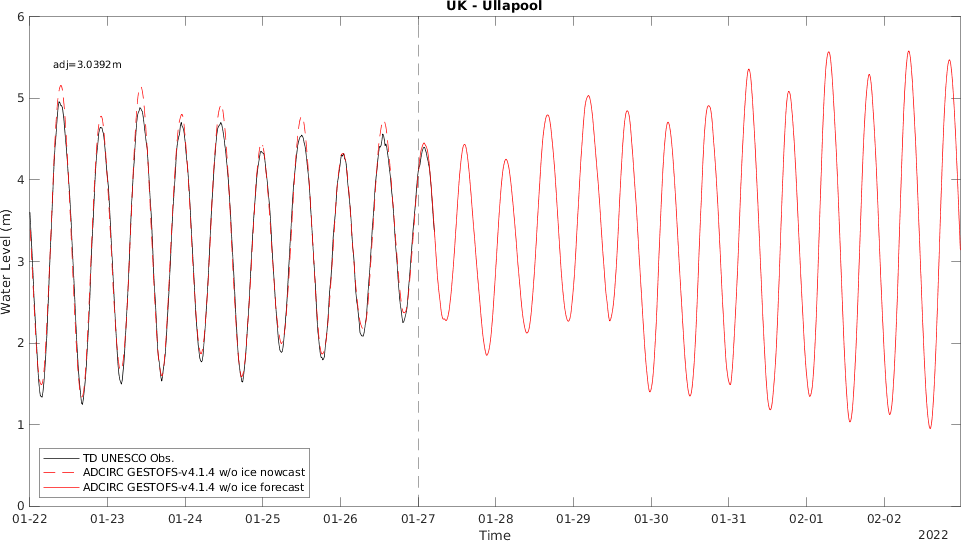 UK - Ullapool
adj=3.0392m
Water Level (m)
6
5
4
3
2
1
0
TD UNESCO Obs.
ADCIRC GESTOFS-v4.1.4 w/o ice nowcast
ADCIRC GESTOFS-v4.1.4 w/o ice forecast
01-22 01-23 01-24 01-25 01-26 01-27 01-28 01-29 01-30 01-31 02-01 02-02
Time
2022